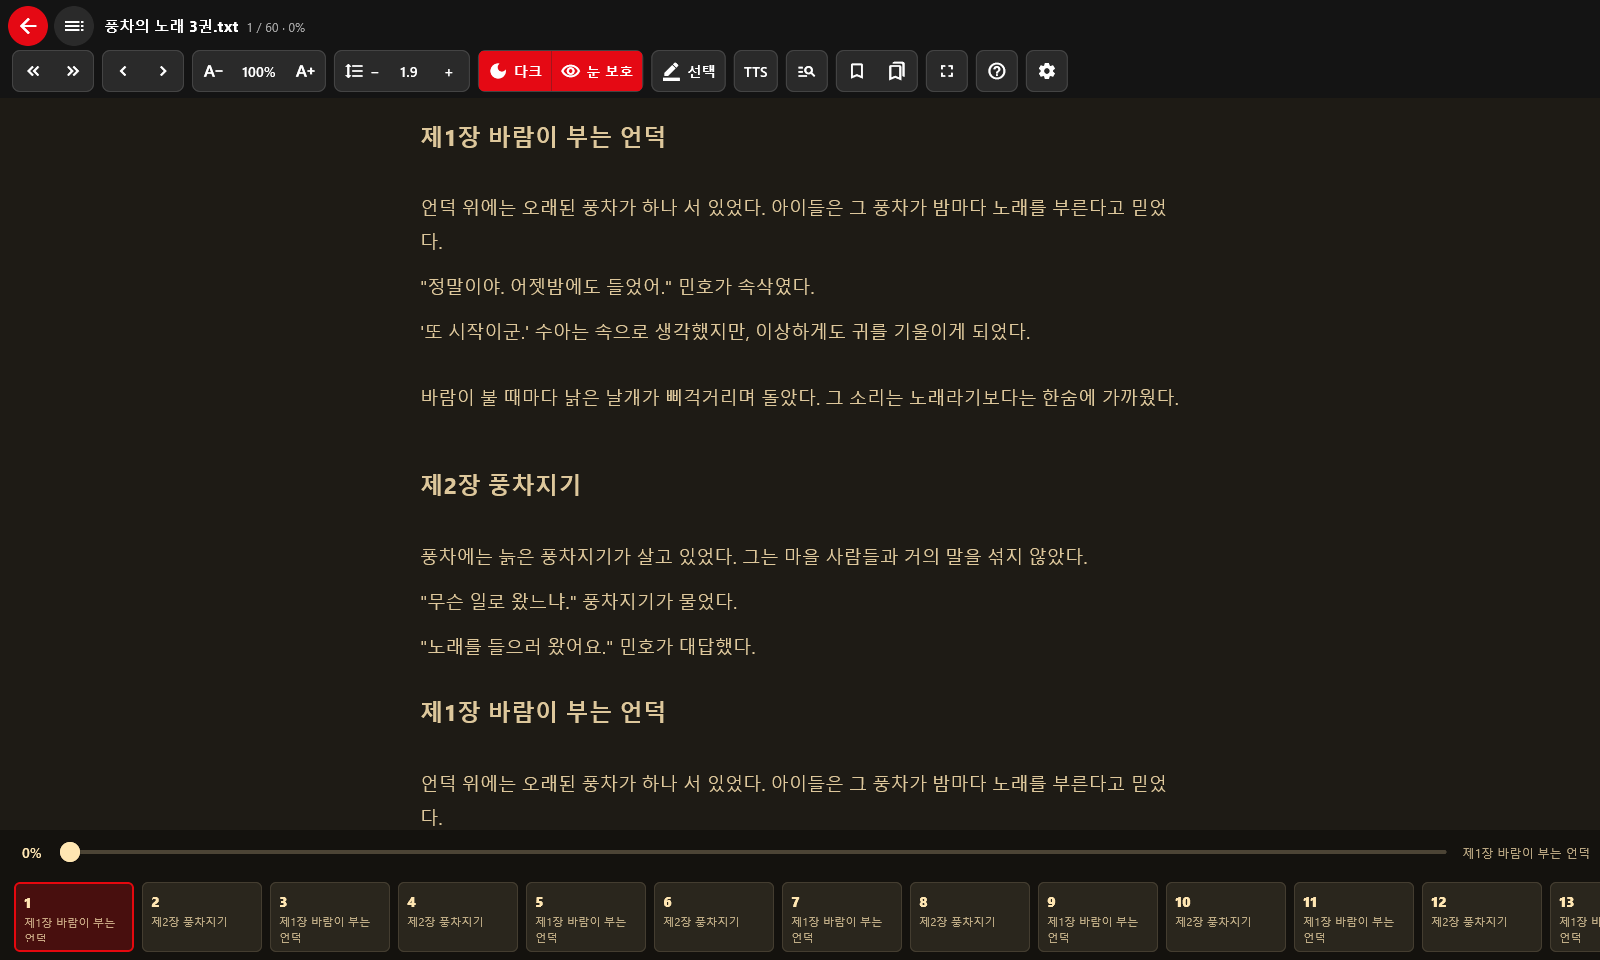 풍차의 노래 3권.txt 1 / 60 · 0%
A− 100% A+ − 1.9 + 다크 눈 보호 선택 TTS
제1장 바람이 부는 언덕
언덕 위에는 오래된 풍차가 하나 서 있었다. 아이들은 그 풍차가 밤마다 노래를 부른다고 믿었
다.
"정말이야. 어젯밤에도 들었어." 민호가 속삭였다.
'또 시작이군.' 수아는 속으로 생각했지만, 이상하게도 귀를 기울이게 되었다.
바람이 불 때마다 낡은 날개가 삐걱거리며 돌았다. 그 소리는 노래라기보다는 한숨에 가까웠다.
제2장 풍차지기
풍차에는 늙은 풍차지기가 살고 있었다. 그는 마을 사람들과 거의 말을 섞지 않았다.
"무슨 일로 왔느냐." 풍차지기가 물었다.
"노래를 들으러 왔어요." 민호가 대답했다.
제1장 바람이 부는 언덕
언덕 위에는 오래된 풍차가 하나 서 있었다. 아이들은 그 풍차가 밤마다 노래를 부른다고 믿었
다.
0% 제1장 바람이 부는 언덕
1
제1장 바람이 부는
언덕
2
제2장 풍차지기
3
제1장 바람이 부는
언덕
4
제2장 풍차지기
5
제1장 바람이 부는
언덕
6
제2장 풍차지기
7
제1장 바람이 부는
언덕
8
제2장 풍차지기
9
제1장 바람이 부는
언덕
10
제2장 풍차지기
11
제1장 바람이 부는
언덕
12
제2장 풍차지기
13
제1장 바
언덕